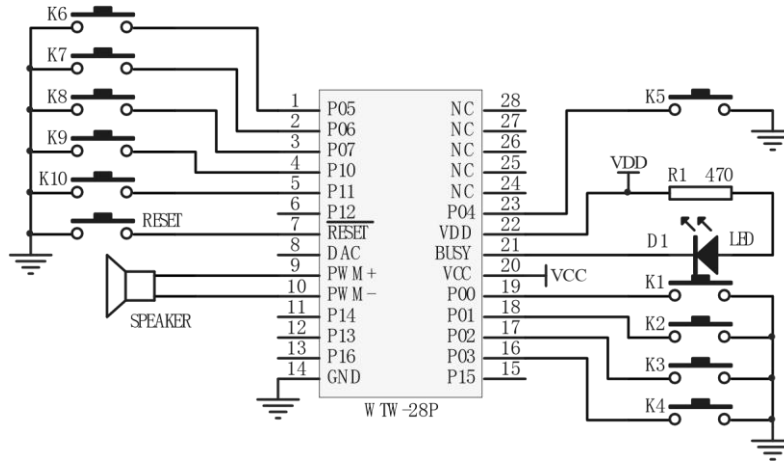 K6
K7
K8
K9
K10
RESET
SPEAKER
1 P05
2 P06
3 P07
4 P10
5 P11
6 P12
7 RESET
8 DAC
9 PWM+
10 PWM-
11 P14
12 P13
13 P16
14 GND
NC 28
NC 27
NC 26
NC 25
NC 24
P04 23
VDD 22
BUSY 21
VCC 20
P00 19
P01 18
P02 17
P03 16
P15 15
WTW-28P
K5
VDD
R1 470
D1 LED
VCC
K1
K2
K3
K4